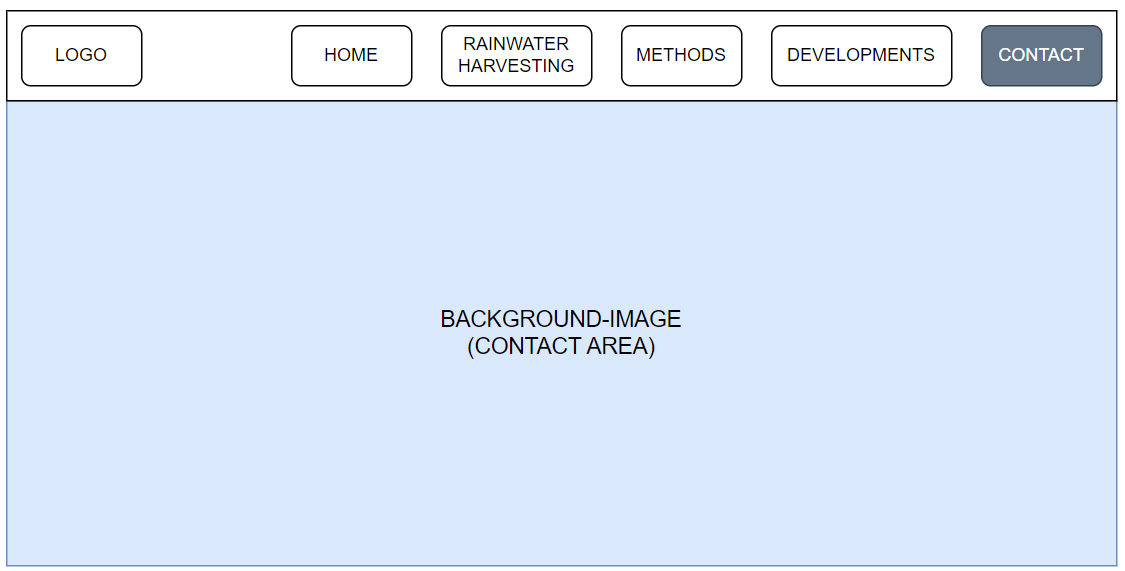 LOGO
HOME
RAINWATER
HARVESTING
METHODS
DEVELOPMENTS
CONTACT
BACKGROUND-IMAGE
(CONTACT AREA)